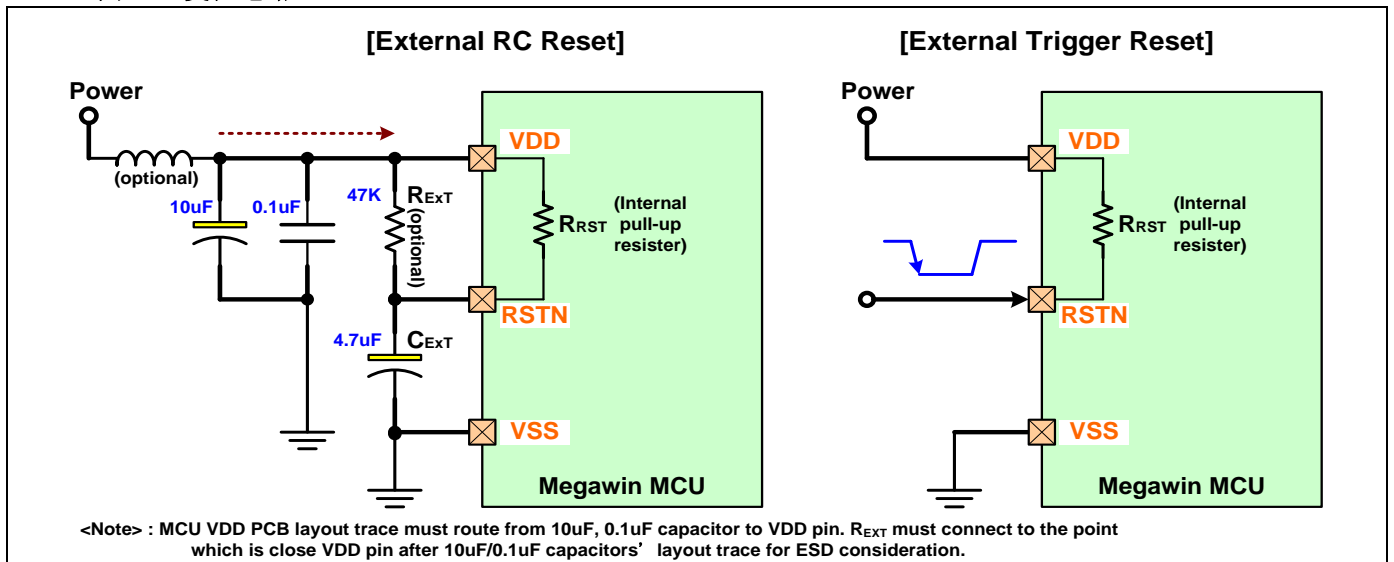 [External RC Reset]
Power
(optional)
10uF
0.1uF
47K
REXT
(optional)
4.7uF
CEXT
VDD
RRST
(Internal
pull-up
resister)
RSTN
VSS
Megawin MCU
[External Trigger Reset]
Power
VDD
RRST
(Internal
pull-up
resister)
RSTN
VSS
Megawin MCU
<Note> : MCU VDD PCB layout trace must route from 10uF, 0.1uF capacitor to VDD pin. REXT must connect to the point
which is close VDD pin after 10uF/0.1uF capacitors’ layout trace for ESD consideration.